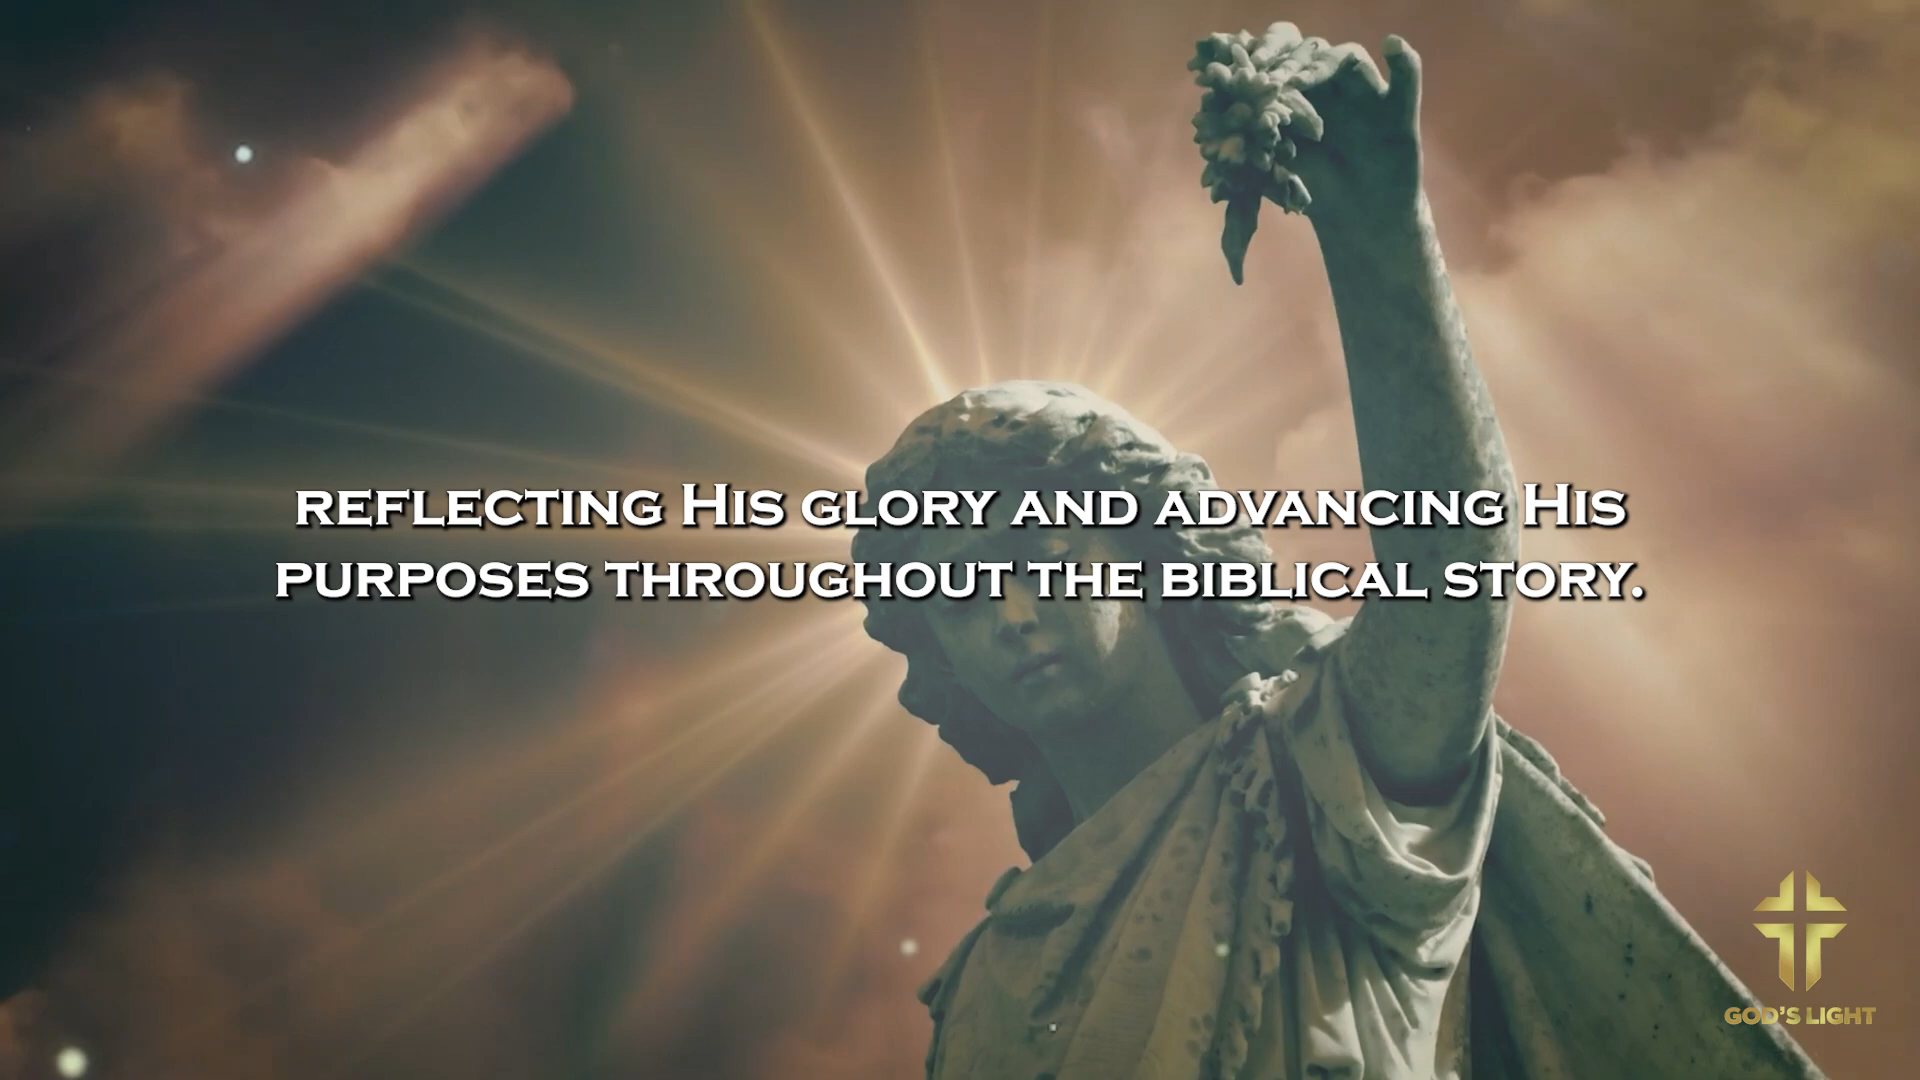 REFLECTING HIS GLORY AND ADVANCING HIS
PURPOSES THROUGHOUT THE BIBLICAL STORY.
GOD'S LIGHT